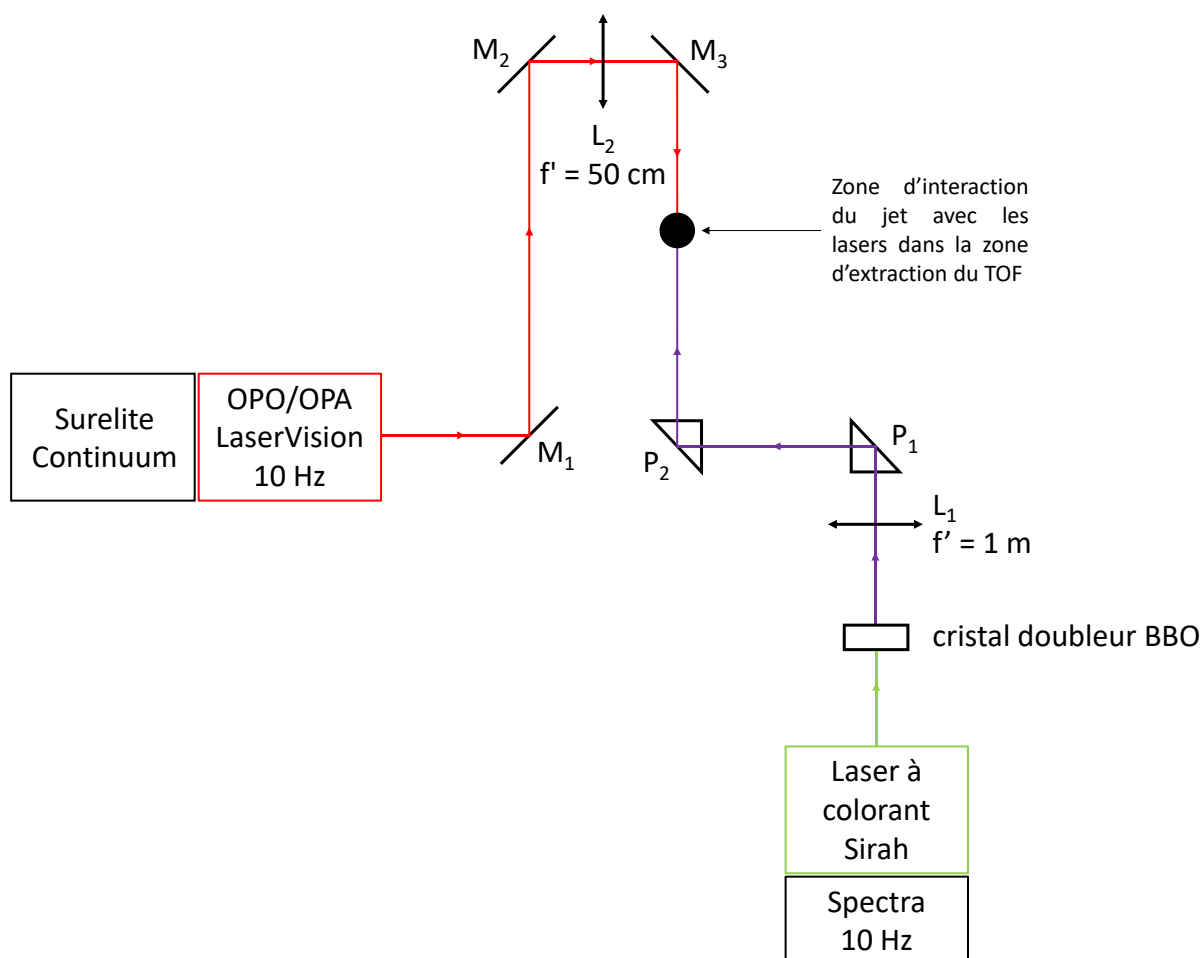 M2
M3
L2
f' = 50 cm
Zone d’interaction
du jet avec les
lasers dans la zone
d’extraction du TOF
Surelite
Continuum
OPO/OPA
LaserVision
10 Hz
M1
P1
P2
L1
f’ = 1 m
cristal doubleur BBO
Laser à
colorant
Sirah
Spectra
10 Hz